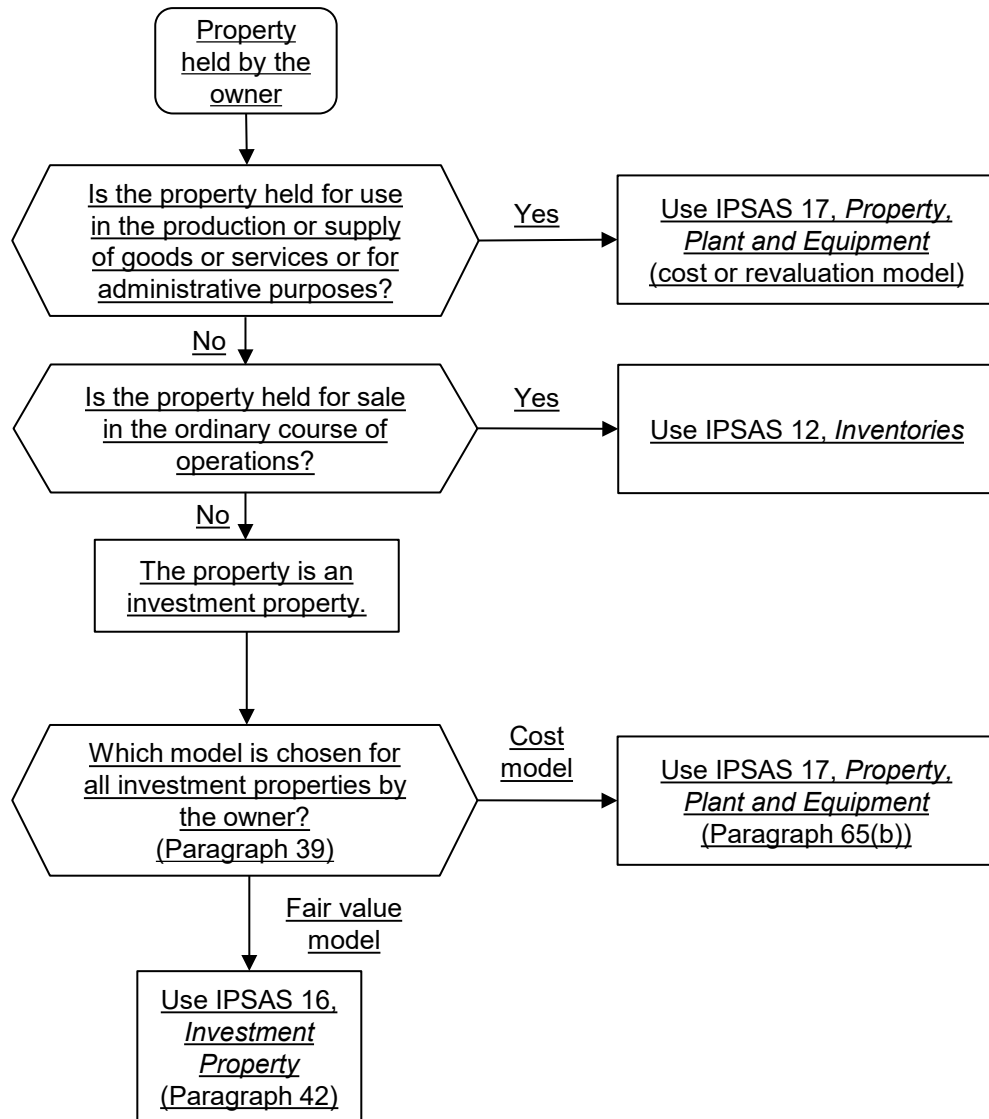 Property
held by the
owner
Is the property held for use
in the production or supply
of goods or services or for
administrative purposes?
Yes
Use IPSAS 17, Property,
Plant and Equipment
(cost or revaluation model)
No
Is the property held for sale
in the ordinary course of
operations?
Yes
Use IPSAS 12, Inventories
No
The property is an
investment property.
Which model is chosen for
all investment properties by
the owner?
(Paragraph 39)
Cost
model
Use IPSAS 17, Property,
Plant and Equipment
(Paragraph 65(b))
Fair value
model
Use IPSAS 16,
Investment
Property
(Paragraph 42)